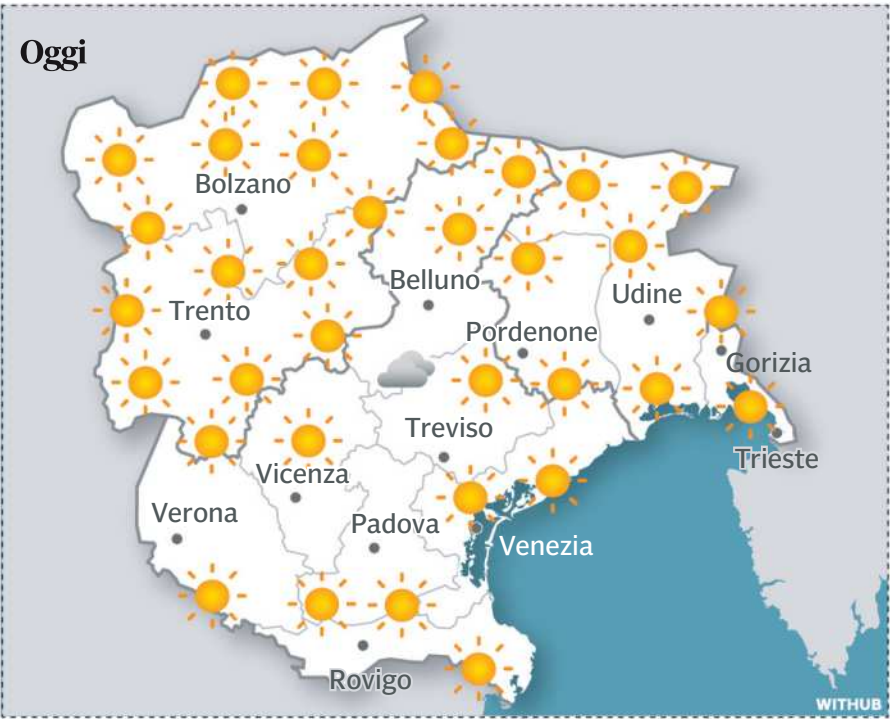 Oggi
Bolzano
Belluno
Udine
Trento
Pordenone
Gorizia
Treviso
Trieste
Vicenza
Verona
Padova
Venezia
Rovigo
WITHUB